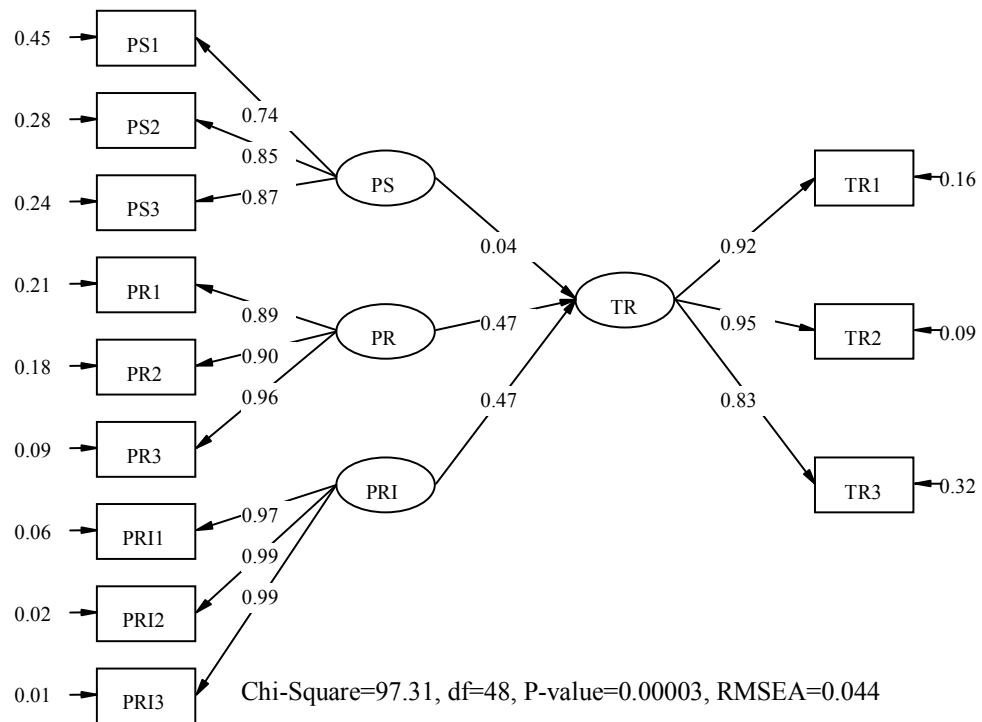 0.45 PS1
0.74
0.28 PS2
0.85
PS
0.24 PS3
0.87
0.04
TR1 0.16
0.92
0.21 PR1
0.89
PR
0.47
TR
0.95
TR2 0.09
0.18 PR2
0.90
0.96
0.47
0.83
0.09 PR3
PRI
TR3 0.32
0.06 PRI1
0.97
0.99
0.02 PRI2
0.99
0.01 PRI3
Chi-Square=97.31, df=48, P-value=0.00003, RMSEA=0.044